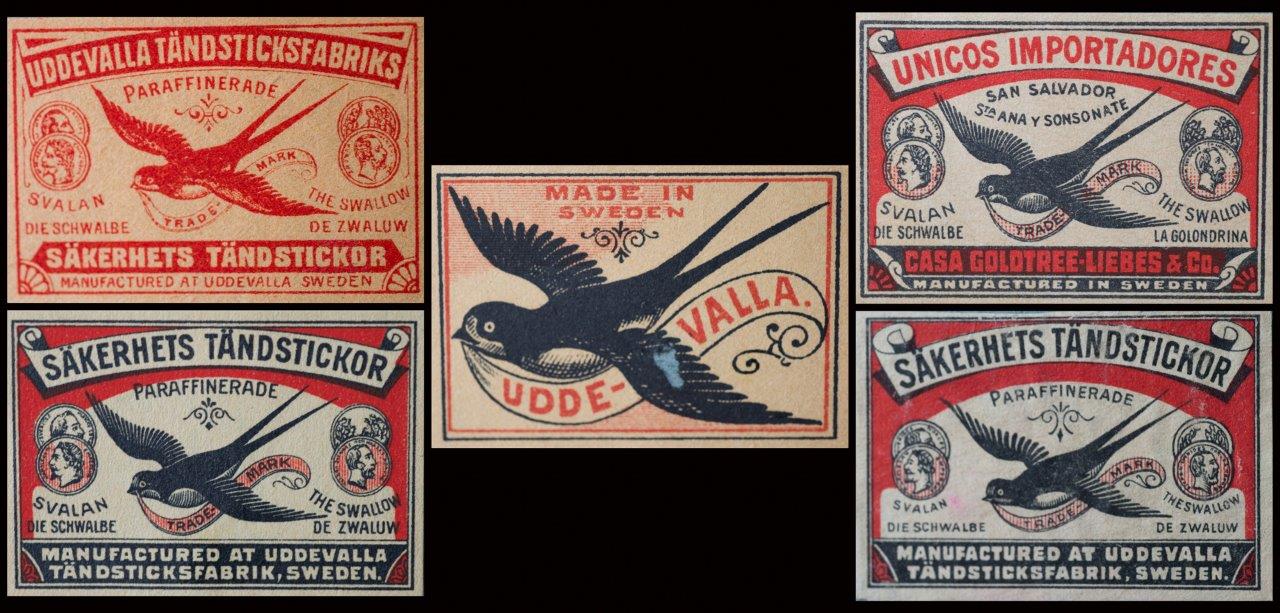 UDDEVALLA TÄNDSTICKSFABRIKS
PARAFFINERADE
MARK
TRADE-
SVALAN
DIE SCHWALBE
THE SWALLOW
DE ZWALUW
SÄKERHETS TÄNDSTICKOR
MANUFACTURED AT UDDEVALLA SWEDEN
SÄKERHETS TÄNDSTICKOR
PARAFFINERADE
MARK
TRADE-
SVALAN
DIE SCHWALBE
THE SWALLOW
DE ZWALUW
MANUFACTURED AT UDDEVALLA
TÄNDSTICKSFABRIK, SWEDEN.
MADE IN
SWEDEN
UDDE-
VALLA.
UNICOS IMPORTADORES
SAN SALVADOR
STA ANA Y SONSONATE
MARK
TRADE-
SVALAN
DIE SCHWALBE
THE SWALLOW
LA GOLONDRINA
CASA GOLDTREE-LIEBES & Co.
MANUFACTURED IN SWEDEN
SÄKERHETS TÄNDSTICKOR
PARAFFINERADE
MARK
TRADE-
SVALAN
DIE SCHWALBE
THE SWALLOW
DE ZWALUW
MANUFACTURED AT UDDEVALLA
TÄNDSTICKSFABRIK, SWEDEN.